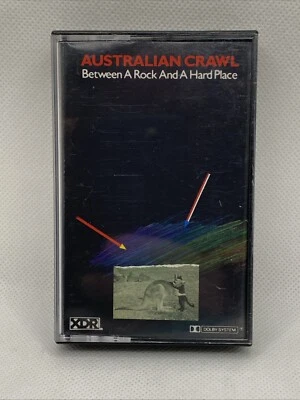 AUSTRALIAN CRAWL
Between A Rock And A Hard Place
XDR
DOLBY SYSTEM